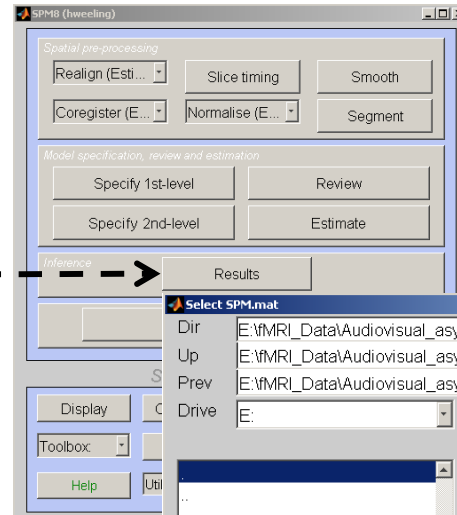 SPM8 (hweeling)
Spatial pre-processing
Realign (Esti...
Slice timing
Smooth
Coregister (E...
Normalise (E...
Segment
Model specification, review and estimation
Specify 1st-level
Review
Specify 2nd-level
Estimate
Inference
Results
Select SPM.mat
Dir
E:\fMRI_Data\Audiovisual_asy
Up
E:\fMRI_Data\Audiovisual_asy
Prev
E:\fMRI_Data\Audiovisual_asy
Drive
E:
S
Display
C
Toolbox:
Help
Util
.
..